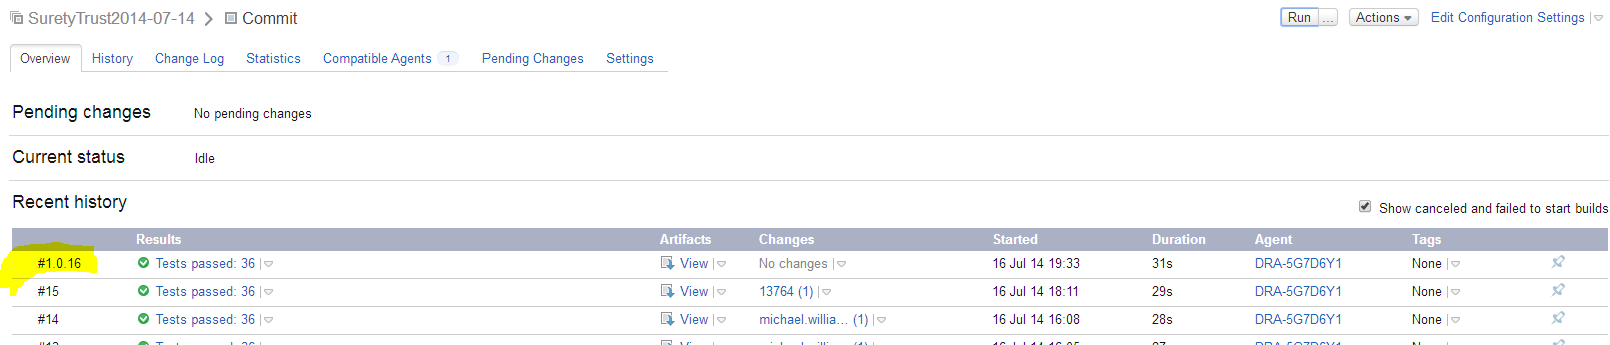 SuretyTrust2014-07-14 Commit Run ... Actions Edit Configuration Settings
Overview History Change Log Statistics Compatible Agents 1 Pending Changes Settings
Pending changes No pending changes
Current status Idle
Recent history
Show canceled and failed to start builds
Results Artifacts Changes Started Duration Agent Tags
#1.0.16 Tests passed: 36 View No changes 16 Jul 14 19:33 31s DRA-5G7D6Y1 None
#15 Tests passed: 36 View 13764 (1) 16 Jul 14 18:11 29s DRA-5G7D6Y1 None
#14 Tests passed: 36 View michael.willia... (1) 16 Jul 14 16:08 28s DRA-5G7D6Y1 None